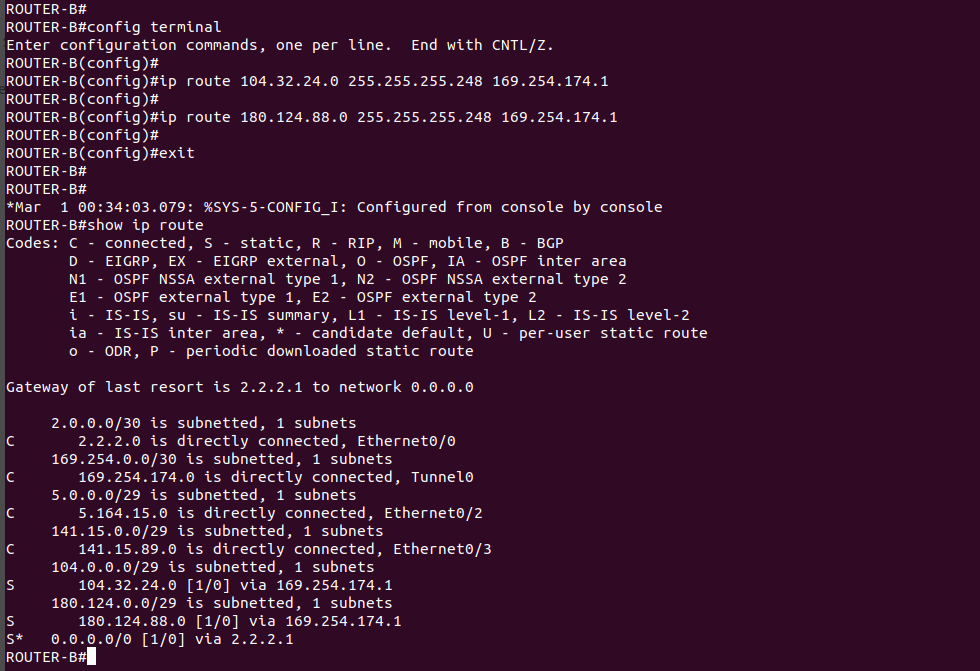 ROUTER-B#
ROUTER-B#config terminal
Enter configuration commands, one per line.  End with CNTL/Z.
ROUTER-B(config)#
ROUTER-B(config)#ip route 104.32.24.0 255.255.255.248 169.254.174.1
ROUTER-B(config)#
ROUTER-B(config)#ip route 180.124.88.0 255.255.255.248 169.254.174.1
ROUTER-B(config)#
ROUTER-B(config)#exit
ROUTER-B#
ROUTER-B#
*Mar  1 00:34:03.079: %SYS-5-CONFIG_I: Configured from console by console
ROUTER-B#show ip route
Codes: C - connected, S - static, R - RIP, M - mobile, B - BGP
       D - EIGRP, EX - EIGRP external, O - OSPF, IA - OSPF inter area
       N1 - OSPF NSSA external type 1, N2 - OSPF NSSA external type 2
       E1 - OSPF external type 1, E2 - OSPF external type 2
       i - IS-IS, su - IS-IS summary, L1 - IS-IS level-1, L2 - IS-IS level-2
       ia - IS-IS inter area, * - candidate default, U - per-user static route
       o - ODR, P - periodic downloaded static route
Gateway of last resort is 2.2.2.1 to network 0.0.0.0
     2.0.0.0/30 is subnetted, 1 subnets
C       2.2.2.0 is directly connected, Ethernet0/0
     169.254.0.0/30 is subnetted, 1 subnets
C       169.254.174.0 is directly connected, Tunnel0
     5.0.0.0/29 is subnetted, 1 subnets
C       5.164.15.0 is directly connected, Ethernet0/2
     141.15.0.0/29 is subnetted, 1 subnets
C       141.15.89.0 is directly connected, Ethernet0/3
     104.0.0.0/29 is subnetted, 1 subnets
S       104.32.24.0 [1/0] via 169.254.174.1
     180.124.0.0/29 is subnetted, 1 subnets
S       180.124.88.0 [1/0] via 169.254.174.1
S*   0.0.0.0/0 [1/0] via 2.2.2.1
ROUTER-B#